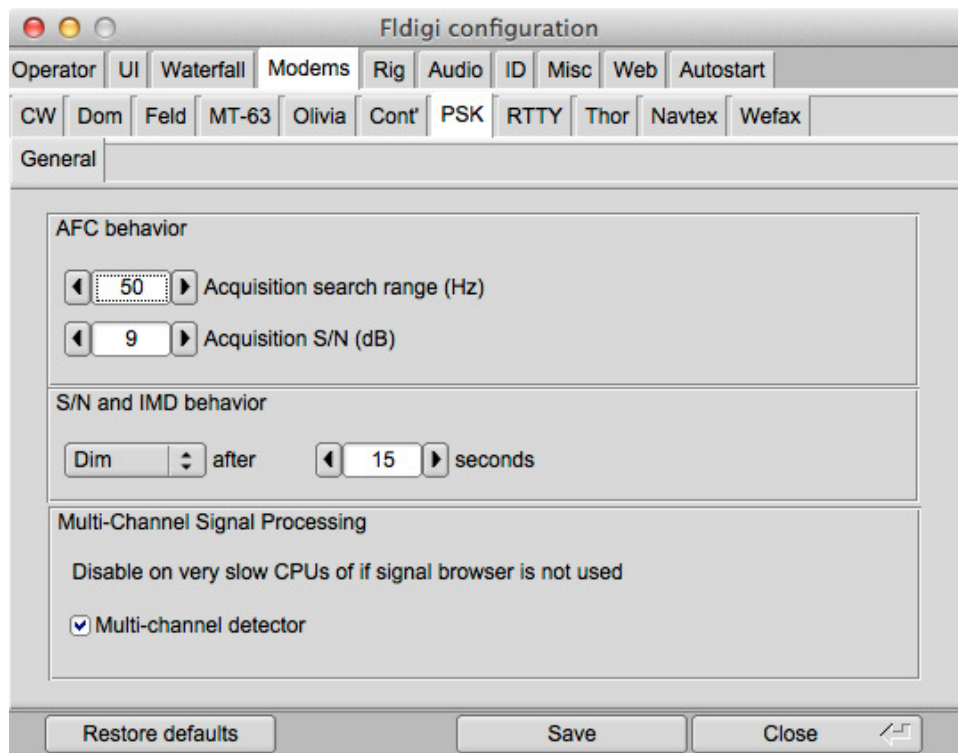 Fldigi configuration
Operator UI Waterfall Modems Rig Audio ID Misc Web Autostart
CW Dom Feld MT-63 Olivia Cont' PSK RTTY Thor Navtex Wefax
General
AFC behavior
50 Acquisition search range (Hz)
9 Acquisition S/N (dB)
S/N and IMD behavior
Dim after 15 seconds
Multi-Channel Signal Processing
Disable on very slow CPUs of if signal browser is not used
Multi-channel detector
Restore defaults Save Close